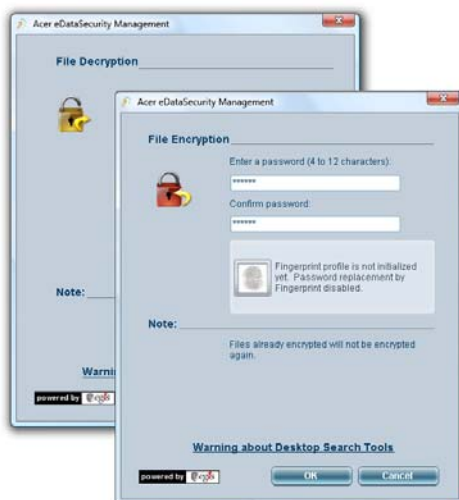 Acer eDataSecurity Management
File Decryption
Note:
Warni
powered by egis
Acer eDataSecurity Management
File Encryption
Enter a password (4 to 12 characters):
******
Confirm password:
******
Fingerprint profile is not initialized
yet. Password replacement by
Fingerprint disabled.
Note:
Files already encrypted will not be encrypted
again.
Warning about Desktop Search Tools
powered by egis
OK
Cancel